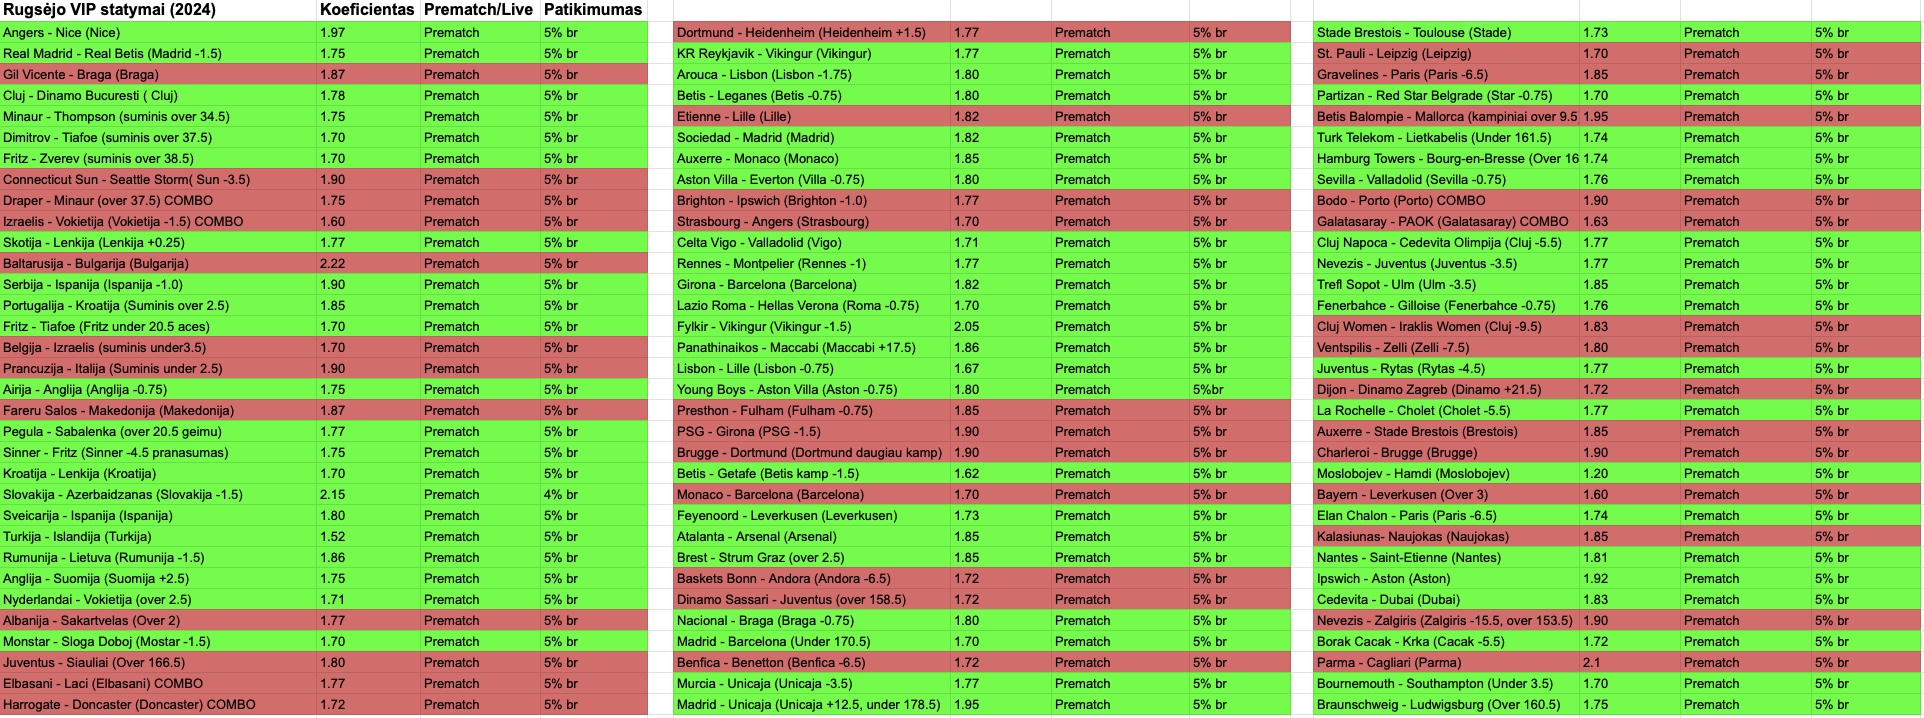 Rugsėjo VIP statymai (2024) Koeficientas Prematch/Live Patikimumas
Angers - Nice (Nice) 1.97 Prematch 5% br
Real Madrid - Real Betis (Madrid -1.5) 1.75 Prematch 5% br
Gil Vicente - Braga (Braga) 1.87 Prematch 5% br
Cluj - Dinamo Bucuresti ( Cluj) 1.78 Prematch 5% br
Minaur - Thompson (suminis over 34.5) 1.75 Prematch 5% br
Dimitrov - Tiafoe (suminis over 37.5) 1.70 Prematch 5% br
Fritz - Zverev (suminis over 38.5) 1.70 Prematch 5% br
Connecticut Sun - Seattle Storm( Sun -3.5) 1.90 Prematch 5% br
Draper - Minaur (over 37.5) COMBO 1.75 Prematch 5% br
Izraelis - Vokietija (Vokietija -1.5) COMBO 1.60 Prematch 5% br
Skotija - Lenkija (Lenkija +0.25) 1.77 Prematch 5% br
Baltarusija - Bulgarija (Bulgarija) 2.22 Prematch 5% br
Serbija - Ispanija (Ispanija -1.0) 1.90 Prematch 5% br
Portugalija - Kroatija (Suminis over 2.5) 1.85 Prematch 5% br
Fritz - Tiafoe (Fritz under 20.5 aces) 1.70 Prematch 5% br
Belgija - Izraelis (suminis under3.5) 1.70 Prematch 5% br
Prancuzija - Italija (Suminis under 2.5) 1.90 Prematch 5% br
Airija - Anglija (Anglija -0.75) 1.75 Prematch 5% br
Fareru Salos - Makedonija (Makedonija) 1.87 Prematch 5% br
Pegula - Sabalenka (over 20.5 geimu) 1.77 Prematch 5% br
Sinner - Fritz (Sinner -4.5 pranasumas) 1.75 Prematch 5% br
Kroatija - Lenkija (Kroatija) 1.70 Prematch 5% br
Slovakija - Azerbaidzanas (Slovakija -1.5) 2.15 Prematch 4% br
Sveicarija - Ispanija (Ispanija) 1.80 Prematch 5% br
Turkija - Islandija (Turkija) 1.52 Prematch 5% br
Rumunija - Lietuva (Rumunija -1.5) 1.86 Prematch 5% br
Anglija - Suomija (Suomija +2.5) 1.75 Prematch 5% br
Nyderlandai - Vokietija (over 2.5) 1.71 Prematch 5% br
Albanija - Sakartvelas (Over 2) 1.77 Prematch 5% br
Monstar - Sloga Doboj (Mostar -1.5) 1.70 Prematch 5% br
Juventus - Siauliai (Over 166.5) 1.80 Prematch 5% br
Elbasani - Laci (Elbasani) COMBO 1.77 Prematch 5% br
Harrogate - Doncaster (Doncaster) COMBO 1.72 Prematch 5% br
Dortmund - Heidenheim (Heidenheim +1.5) 1.77 Prematch 5% br
KR Reykjavik - Vikingur (Vikingur) 1.77 Prematch 5% br
Arouca - Lisbon (Lisbon -1.75) 1.80 Prematch 5% br
Betis - Leganes (Betis -0.75) 1.80 Prematch 5% br
Etienne - Lille (Lille) 1.82 Prematch 5% br
Sociedad - Madrid (Madrid) 1.82 Prematch 5% br
Auxerre - Monaco (Monaco) 1.85 Prematch 5% br
Aston Villa - Everton (Villa -0.75) 1.80 Prematch 5% br
Brighton - Ipswich (Brighton -1.0) 1.77 Prematch 5% br
Strasbourg - Angers (Strasbourg) 1.70 Prematch 5% br
Celta Vigo - Valladolid (Vigo) 1.71 Prematch 5% br
Rennes - Montpelier (Rennes -1) 1.77 Prematch 5% br
Girona - Barcelona (Barcelona) 1.82 Prematch 5% br
Lazio Roma - Hellas Verona (Roma -0.75) 1.70 Prematch 5% br
Fylkir - Vikingur (Vikingur -1.5) 2.05 Prematch 5% br
Panathinaikos - Maccabi (Maccabi +17.5) 1.86 Prematch 5% br
Lisbon - Lille (Lisbon -0.75) 1.67 Prematch 5% br
Young Boys - Aston Villa (Aston -0.75) 1.80 Prematch 5%br
Presthon - Fulham (Fulham -0.75) 1.85 Prematch 5% br
PSG - Girona (PSG -1.5) 1.90 Prematch 5% br
Brugge - Dortmund (Dortmund daugiau kamp) 1.90 Prematch 5% br
Betis - Getafe (Betis kamp -1.5) 1.62 Prematch 5% br
Monaco - Barcelona (Barcelona) 1.70 Prematch 5% br
Feyenoord - Leverkusen (Leverkusen) 1.73 Prematch 5% br
Atalanta - Arsenal (Arsenal) 1.85 Prematch 5% br
Brest - Strum Graz (over 2.5) 1.85 Prematch 5% br
Baskets Bonn - Andora (Andora -6.5) 1.72 Prematch 5% br
Dinamo Sassari - Juventus (over 158.5) 1.72 Prematch 5% br
Nacional - Braga (Braga -0.75) 1.80 Prematch 5% br
Madrid - Barcelona (Under 170.5) 1.70 Prematch 5% br
Benfica - Benetton (Benfica -6.5) 1.72 Prematch 5% br
Murcia - Unicaja (Unicaja -3.5) 1.77 Prematch 5% br
Madrid - Unicaja (Unicaja +12.5, under 178.5) 1.95 Prematch 5% br
Stade Brestois - Toulouse (Stade) 1.73 Prematch 5% br
St. Pauli - Leipzig (Leipzig) 1.70 Prematch 5% br
Gravelines - Paris (Paris -6.5) 1.85 Prematch 5% br
Partizan - Red Star Belgrade (Star -0.75) 1.70 Prematch 5% br
Betis Balompie - Mallorca (kampiniai over 9.5 1.95 Prematch 5% br
Turk Telekom - Lietkabelis (Under 161.5) 1.74 Prematch 5% br
Hamburg Towers - Bourg-en-Bresse (Over 16 1.74 Prematch 5% br
Sevilla - Valladolid (Sevilla -0.75) 1.76 Prematch 5% br
Bodo - Porto (Porto) COMBO 1.90 Prematch 5% br
Galatasaray - PAOK (Galatasaray) COMBO 1.63 Prematch 5% br
Cluj Napoca - Cedevita Olimpija (Cluj -5.5) 1.77 Prematch 5% br
Nevezis - Juventus (Juventus -3.5) 1.77 Prematch 5% br
Trefl Sopot - Ulm (Ulm -3.5) 1.85 Prematch 5% br
Fenerbahce - Gilloise (Fenerbahce -0.75) 1.76 Prematch 5% br
Cluj Women - Iraklis Women (Cluj -9.5) 1.83 Prematch 5% br
Ventspilis - Zelli (Zelli -7.5) 1.80 Prematch 5% br
Juventus - Rytas (Rytas -4.5) 1.77 Prematch 5% br
Dijon - Dinamo Zagreb (Dinamo +21.5) 1.72 Prematch 5% br
La Rochelle - Cholet (Cholet -5.5) 1.77 Prematch 5% br
Auxerre - Stade Brestois (Brestois) 1.85 Prematch 5% br
Charleroi - Brugge (Brugge) 1.90 Prematch 5% br
Moslobojev - Hamdi (Moslobojev) 1.20 Prematch 5% br
Bayern - Leverkusen (Over 3) 1.60 Prematch 5% br
Elan Chalon - Paris (Paris -6.5) 1.74 Prematch 5% br
Kalasiunas- Naujokas (Naujokas) 1.85 Prematch 5% br
Nantes - Saint-Etienne (Nantes) 1.81 Prematch 5% br
Ipswich - Aston (Aston) 1.92 Prematch 5% br
Cedevita - Dubai (Dubai) 1.83 Prematch 5% br
Nevezis - Zalgiris (Zalgiris -15.5, over 153.5) 1.90 Prematch 5% br
Borak Cacak - Krka (Cacak -5.5) 1.72 Prematch 5% br
Parma - Cagliari (Parma) 2.1 Prematch 5% br
Bournemouth - Southampton (Under 3.5) 1.70 Prematch 5% br
Braunschweig - Ludwigsburg (Over 160.5) 1.75 Prematch 5% br